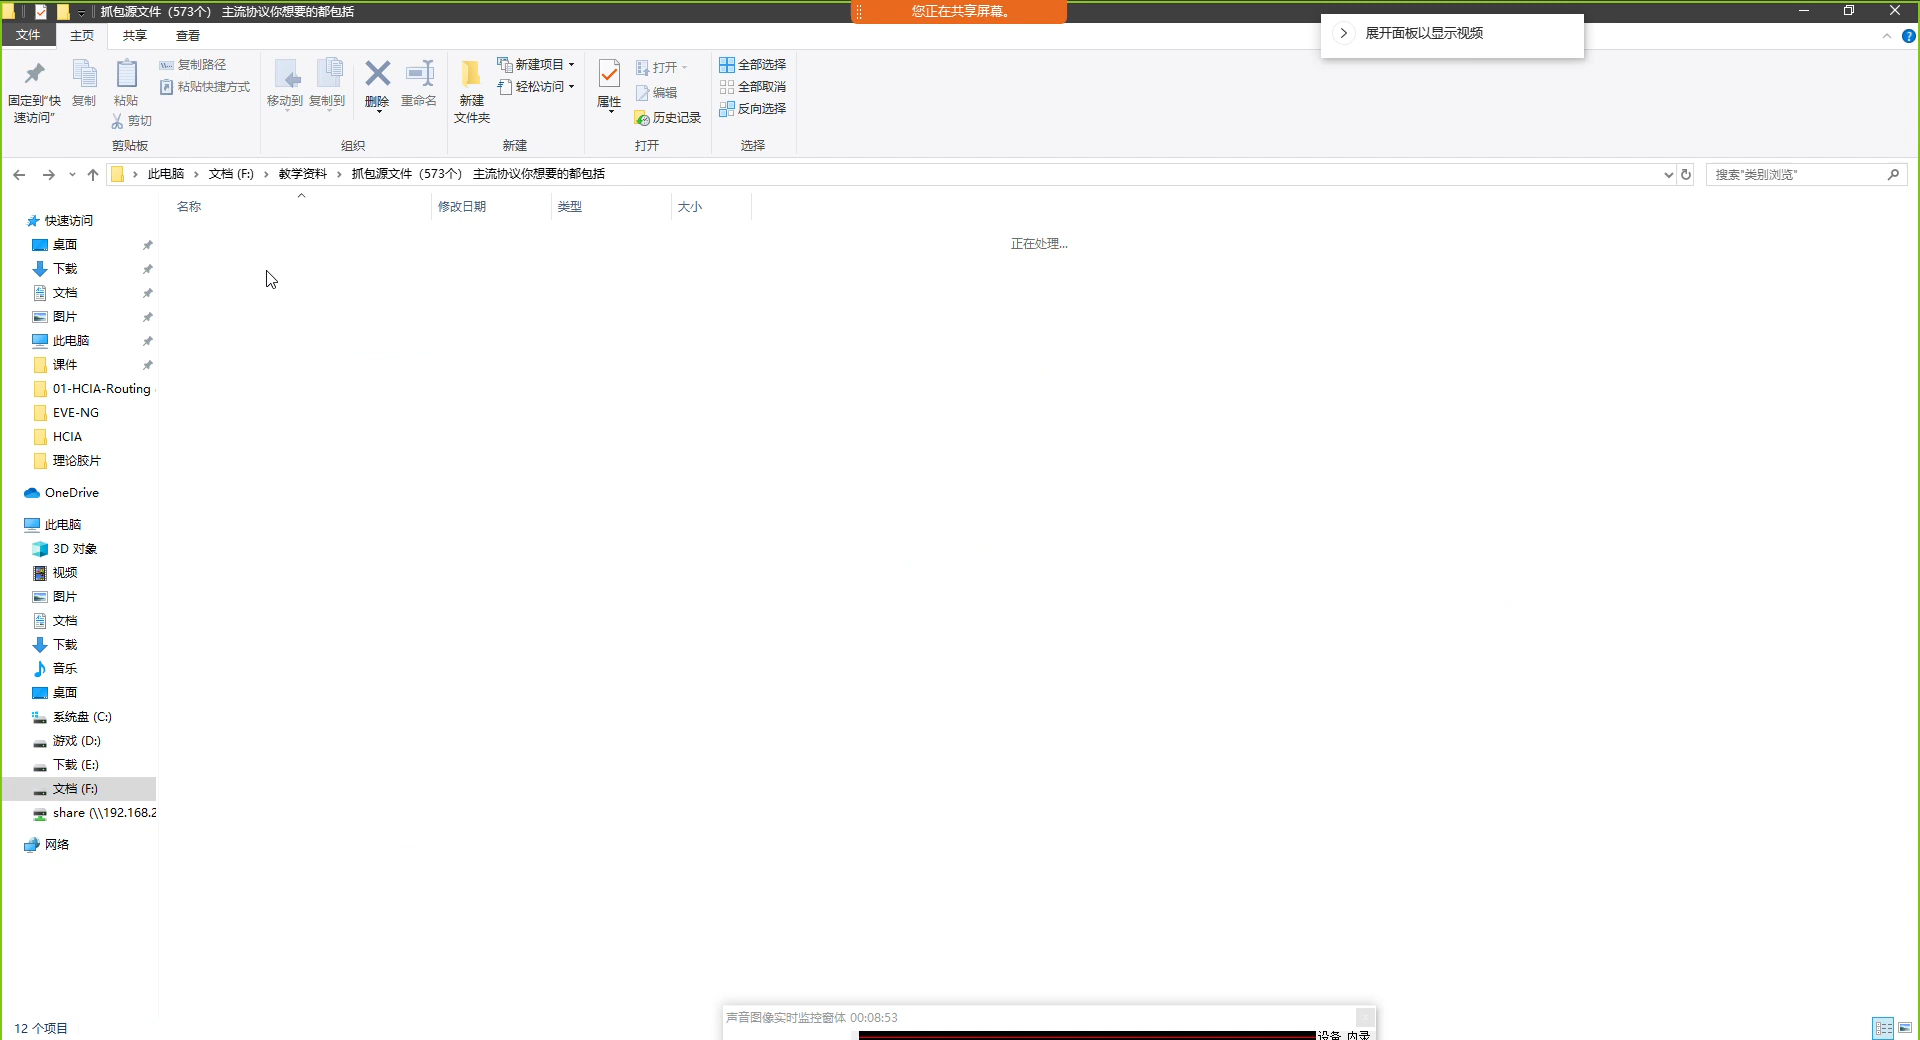 抓包源文件（573个） 主流协议你想要的都包括
您正在共享屏幕。
展开面板以显示视频
文件 主页 共享 查看
固定到"快速访问"
复制
粘贴
复制路径
粘贴快捷方式
剪切
剪贴板
移动到 复制到 删除 重命名
组织
新建文件夹
新建项目
轻松访问
新建
属性
打开
编辑
历史记录
打开
全部选择
全部取消
反向选择
选择
此电脑 › 文档 (F:) › 教学资料 › 抓包源文件（573个） 主流协议你想要的都包括
搜索"类别浏览"
名称 修改日期 类型 大小
正在处理...
快速访问
桌面
下载
文档
图片
此电脑
课件
01-HCIA-Routing
EVE-NG
HCIA
理论胶片
OneDrive
此电脑
3D 对象
视频
图片
文档
下载
音乐
桌面
系统盘 (C:)
游戏 (D:)
下载 (E:)
文档 (F:)
share (\\192.168.2
网络
12 个项目
声音图像实时监控窗体 00:08:53
设备 内录